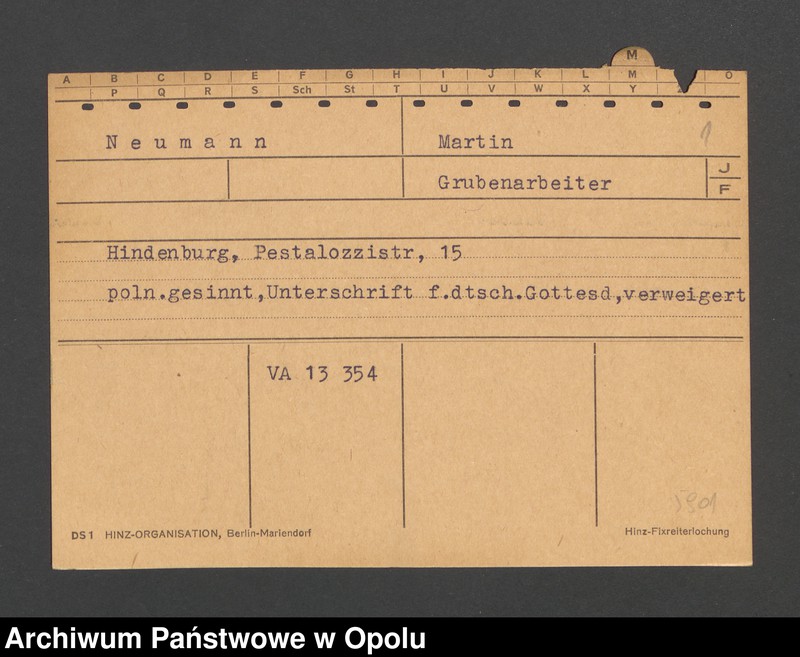 M
A B C D E F G H I J K L M O
P Q R S Sch St T U V W X Y
Neumann Martin
Grubenarbeiter J
F
Hindenburg, Pestalozzistr, 15
poln.gesinnt,Unterschrift f.dtsch.Gottesd,verweigert
VA 13 354
DS 1 HINZ-ORGANISATION, Berlin-Mariendorf Hinz-Fixreiterlochung
Archiwum Państwowe w Opolu